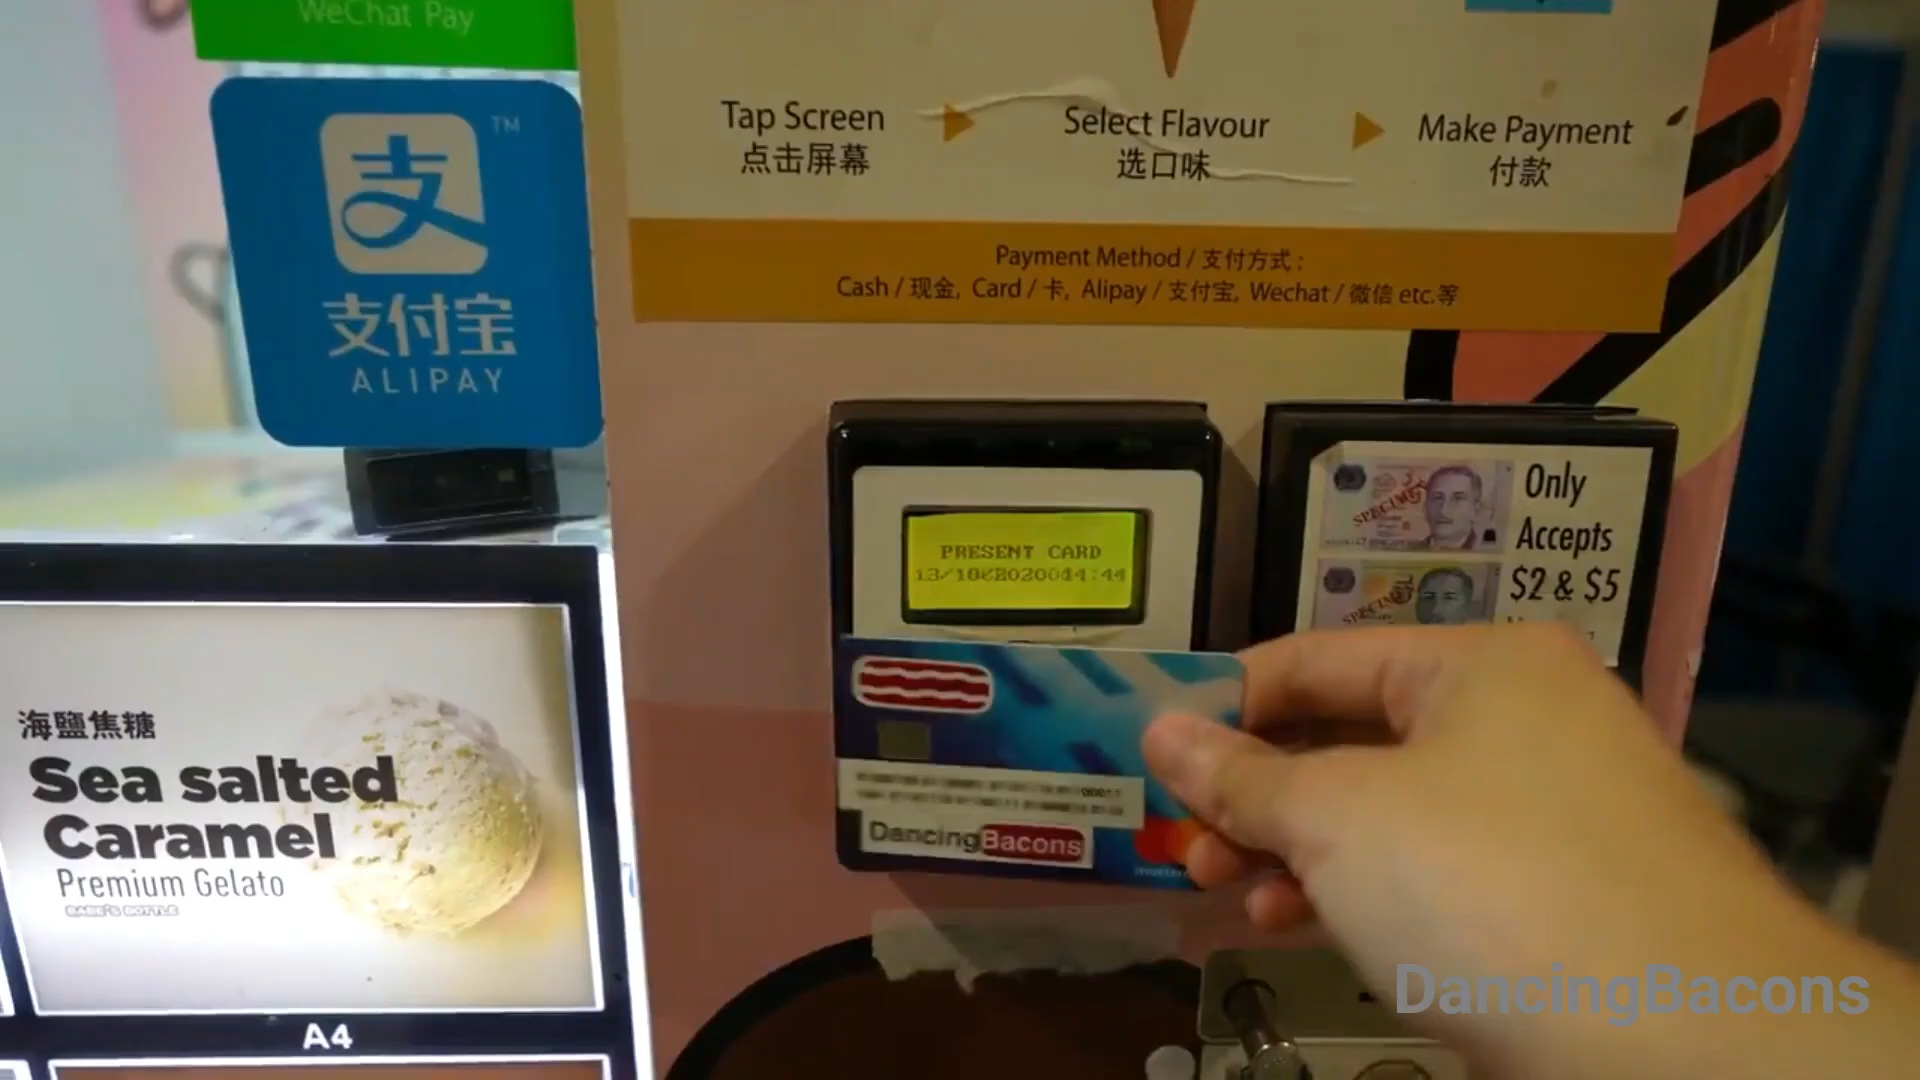 WeChat Pay
支
TM
支付宝
ALIPAY
Tap Screen
点击屏幕
Select Flavour
选口味
Make Payment
付款
Payment Method / 支付方式 :
Cash / 现金, Card / 卡, Alipay / 支付宝, Wechat / 微信 etc.等
PRESENT CARD
Only
Accepts
$2 & $5
SPECIMEN
SPECIMEN
海鹽焦糖
Sea salted
Caramel
Premium Gelato
BABE'S BOTTLE
A4
DancingBacons
DancingBacons